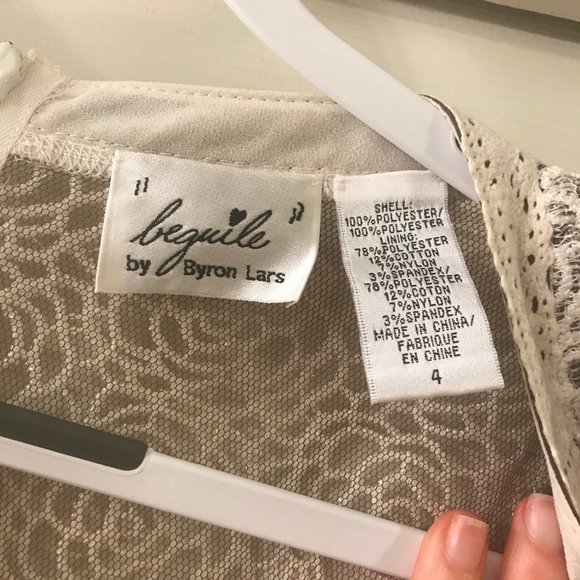 "beguile"
by Byron Lars
SHELL:
100%POLYESTER/
100%POLYESTER
LINING:
78%POLYESTER
12%COTTON
7%NYLON
3%SPANDEX/
78%POLYESTER
12%COTON
7%NYLON
3%SPANDEX
MADE IN CHINA/
FABRIQUE
EN CHINE
4